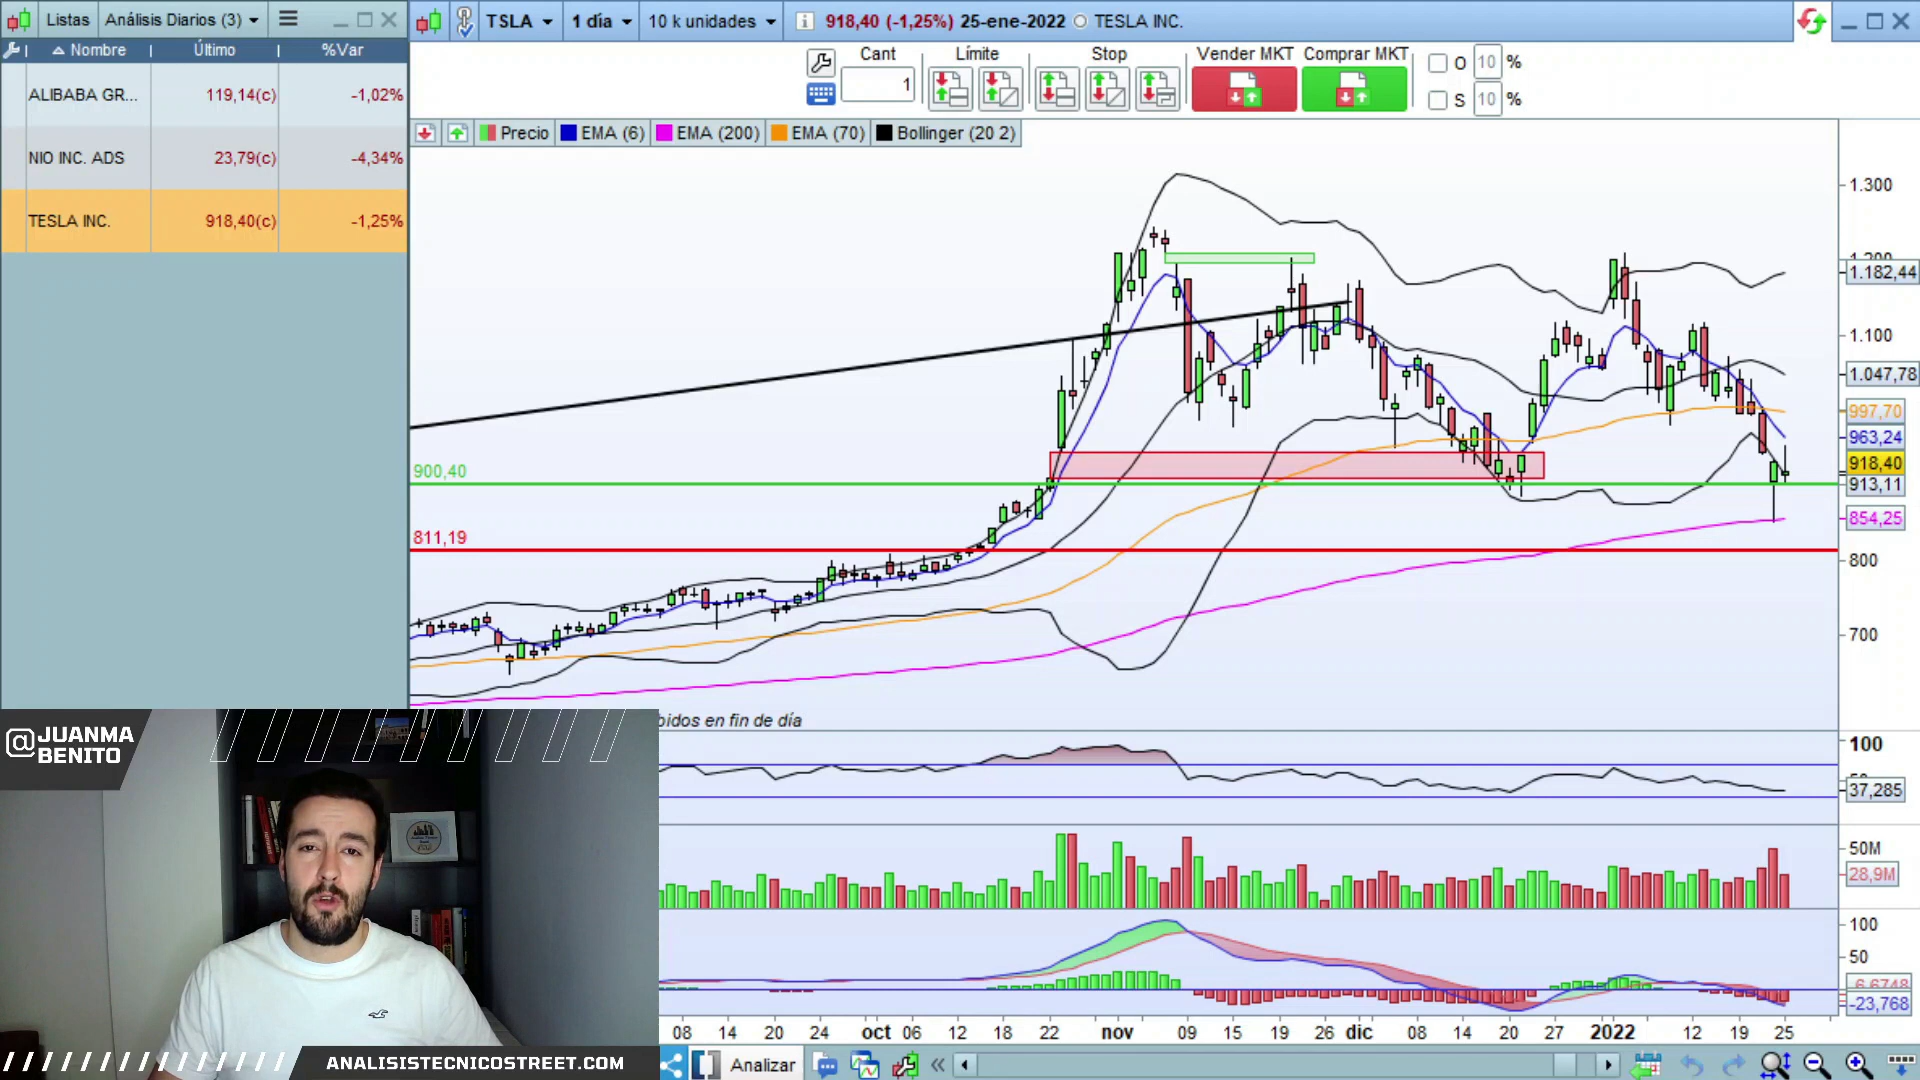 Listas
Análisis Diarios (3)
TSLA
1 día
10 k unidades
918,40 (-1,25%) 25-ene-2022
TESLA INC.
Nombre
Último
%Var
ALIBABA GR...
119,14(c)
-1,02%
NIO INC. ADS
23,79(c)
-4,34%
TESLA INC.
918,40(c)
-1,25%
Cant
1
Límite
Stop
Vender MKT
Comprar MKT
O 10 %
S 10 %
Precio
EMA (6)
EMA (200)
EMA (70)
Bollinger (20 2)
1.300
1.182,44
1.100
1.047,78
997,70
963,24
918,40
913,11
854,25
800
700
900,40
811,19
bidos en fin de día
100
37,285
50M
28,9M
100
50
-23,768
08 14 20 24 oct 06 12 18 22 nov 09 15 19 26 dic 08 14 20 27 2022 12 19 25
@JUANMA
BENITO
ANALISISTECNICOSTREET.COM
Analizar